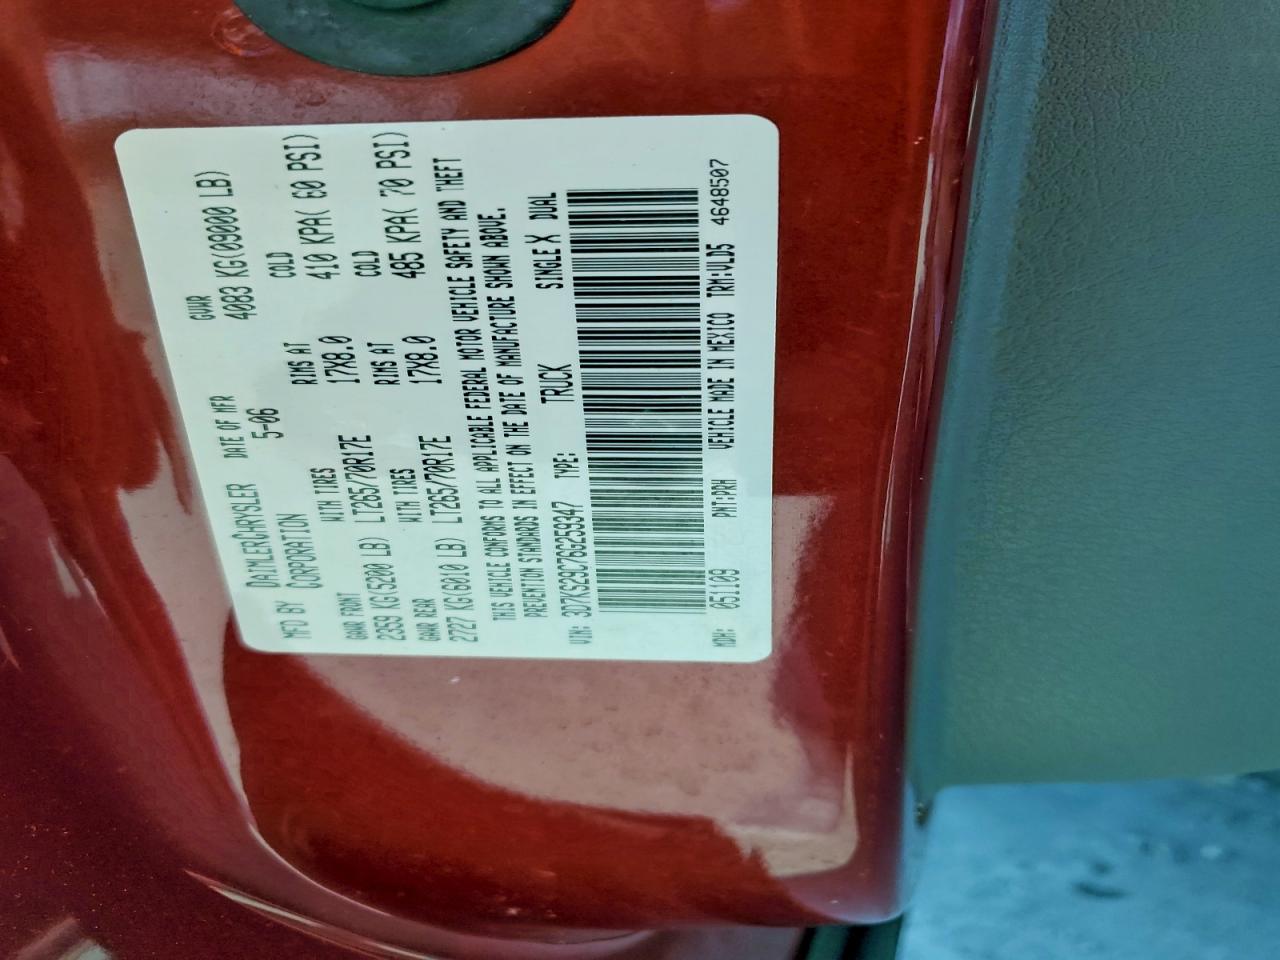 MFD BY DAIMLERCHRYSLER CORPORATION DATE OF MFR 5-06 GVWR 4083 KG(09000 LB)
GAWR FRONT WITH TIRES RIMS AT COLD
2359 KG(5200 LB) LT265/70R17E 17X8.0 410 KPA( 60 PSI)
GAWR REAR WITH TIRES RIMS AT COLD
2727 KG(6010 LB) LT265/70R17E 17X8.0 485 KPA( 70 PSI)
THIS VEHICLE CONFORMS TO ALL APPLICABLE FEDERAL MOTOR VEHICLE SAFETY AND THEFT
PREVENTION STANDARDS IN EFFECT ON THE DATE OF MANUFACTURE SHOWN ABOVE.
VIN: 3D7KS29C76G259347 TYPE: TRUCK SINGLE X DUAL
MDH: 051109 PNT:PRH VEHICLE MADE IN MEXICO TRM:VLD5 4648507